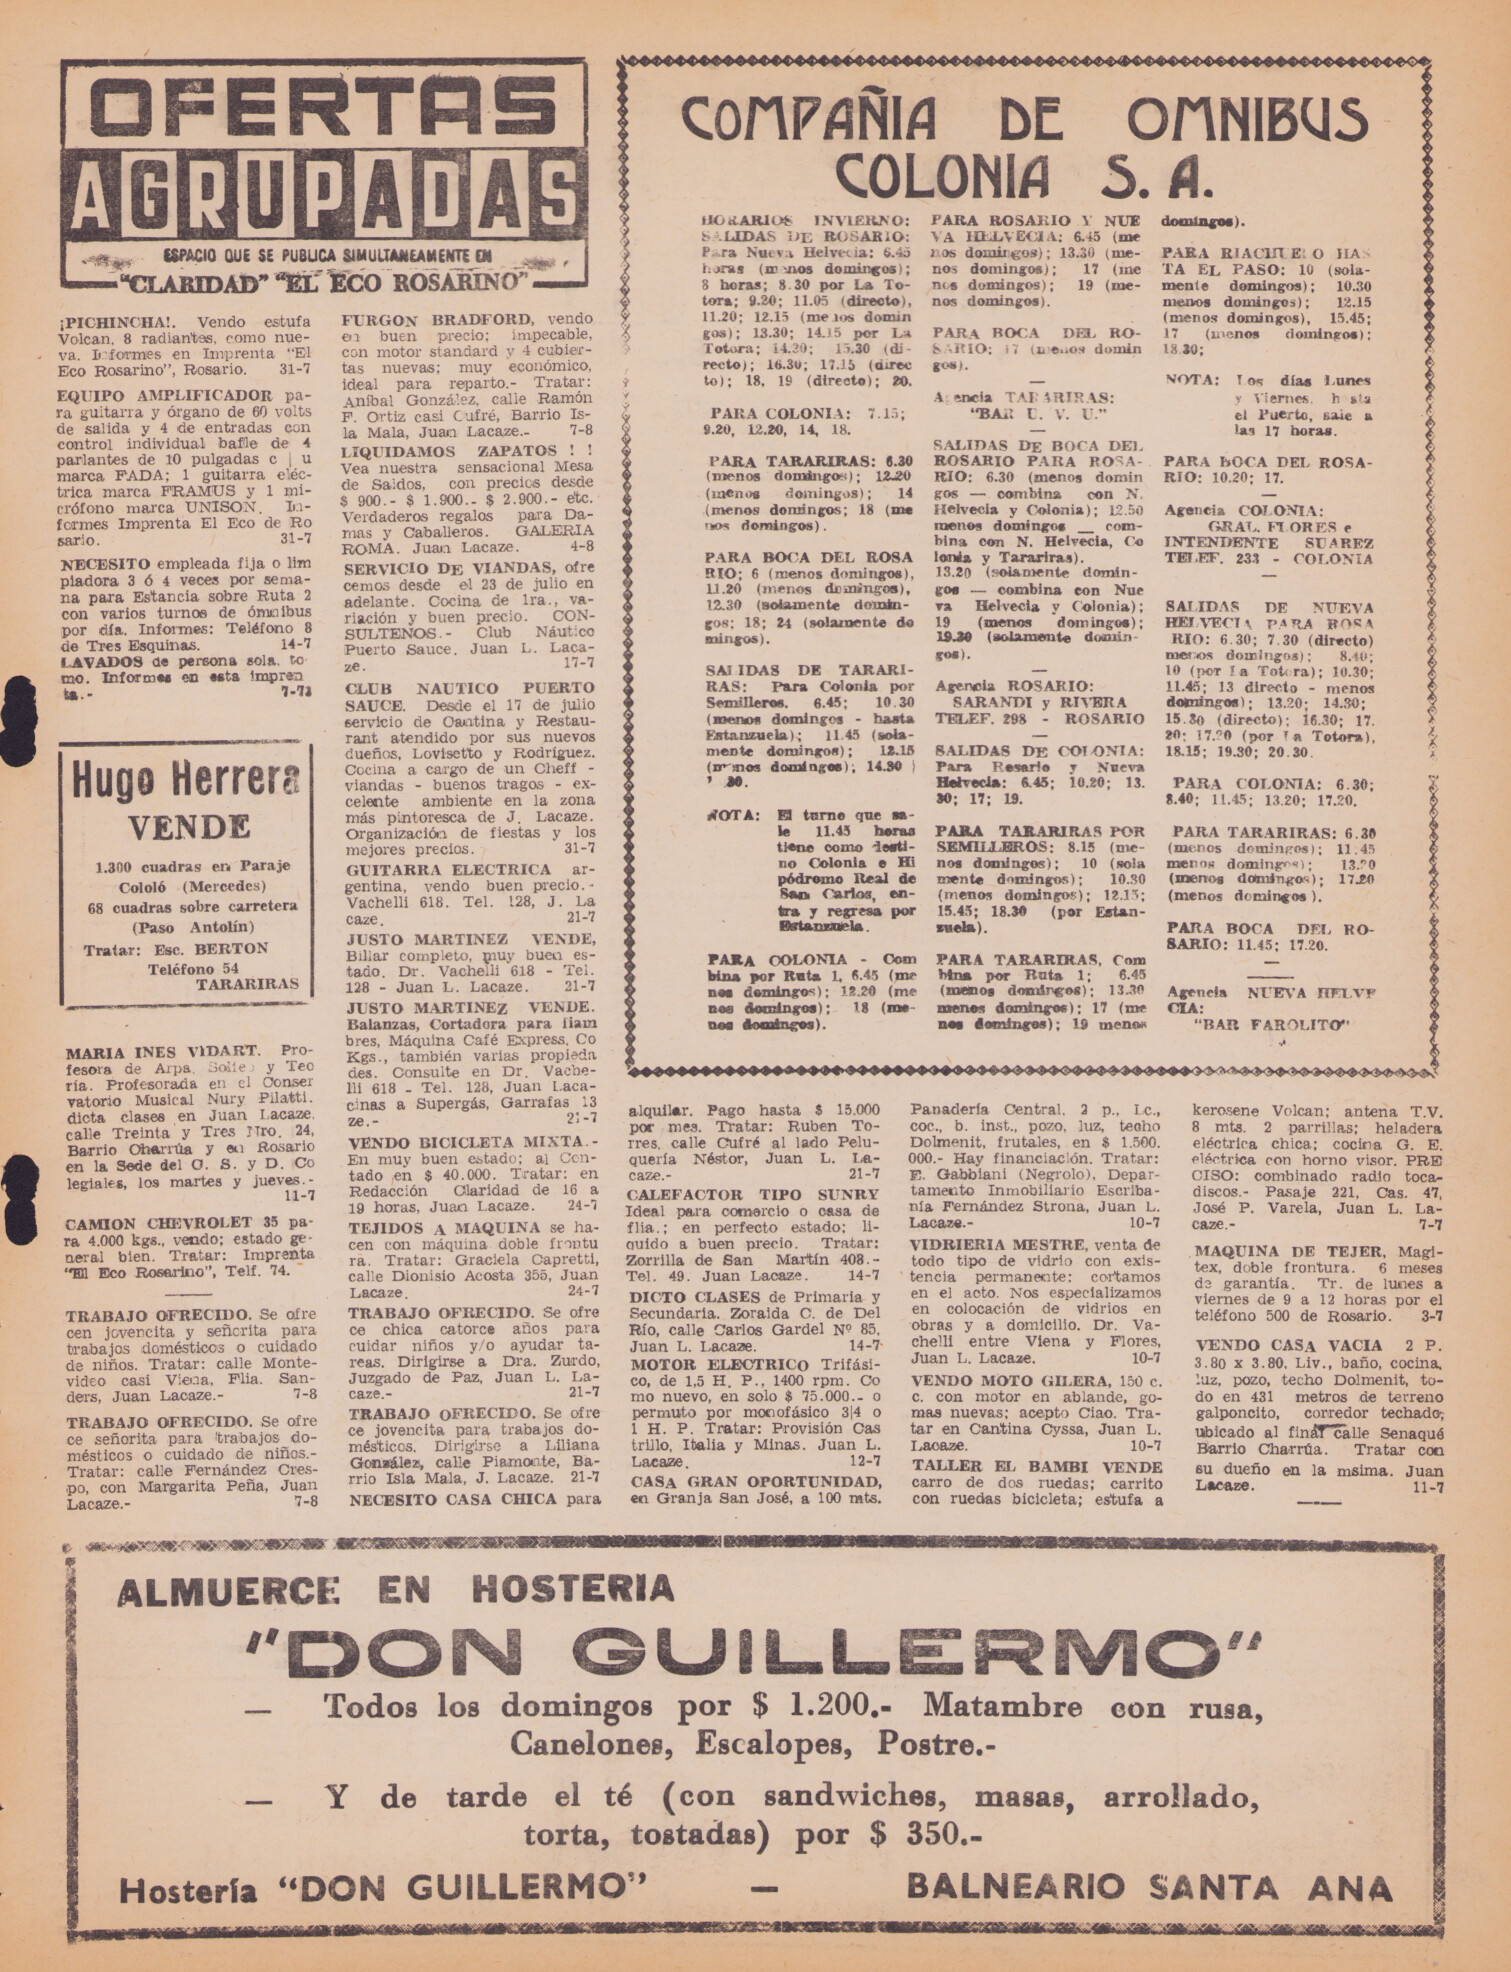 OFERTAS
AGRUPADAS
ESPACIO QUE SE PUBLICA SIMULTANEAMENTE EN
"CLARIDAD" "EL ECO ROSARINO"
¡PICHINCHA!. Vendo estufa
Volcan, 8 radiantes, como nue-
va. Informes en Imprenta "El
Eco Rosarino", Rosario. 31-7
EQUIPO AMPLIFICADOR pa-
ra guitarra y órgano de 60 volts
de salida y 4 de entradas con
control individual bafle de 4
parlantes de 10 pulgadas c | u
marca FADA; 1 guitarra eléc-
trica marca FRAMUS y 1 mi-
crófono marca UNISON. In-
formes Imprenta El Eco de Ro
sario. 31-7
NECESITO empleada fija o lim
piadora 3 ó 4 veces por sema-
na para Estancia sobre Ruta 2
con varios turnos de ómnibus
por día. Informes: Teléfono 8
de Tres Esquinas. 14-7
LAVADOS de persona sola, to-
mo. Informes en esta impren
ta.- 7-73
Hugo Herrera
VENDE
1.300 cuadras en Paraje
Cololó (Mercedes)
68 cuadras sobre carretera
(Paso Antolín)
Tratar: Esc. BERTON
Teléfono 54
TARARIRAS
MARIA INES VIDART. Pro-
fesora de Arpa, Solfeo y Teo
ría. Profesorada en el Conser
vatorio Musical Nury Pilatti.
dicta clases en Juan Lacaze.
calle Treinta y Tres Nro. 24,
Barrio Charrúa y en Rosario
en la Sede del O. S. y D. Co
legiales, los martes y jueves.-
11-7
CAMION CHEVROLET 35 pa-
ra 4.000 kgs., vendo; estado ge-
neral bien. Tratar: Imprenta
"El Eco Rosarino", Telf. 74.
TRABAJO OFRECIDO. Se ofre
cen jovencita y señorita para
trabajos domésticos o cuidado
de niños. Tratar: calle Monte-
video casi Viena, Flia. San-
ders, Juan Lacaze.- 7-8
TRABAJO OFRECIDO. Se ofre
ce señorita para trabajos do-
mésticos o cuidado de niños.-
Tratar: calle Fernández Cres-
po, con Margarita Peña, Juan
Lacaze.- 7-8
FURGON BRADFORD, vendo
en buen precio; impecable,
con motor standard y 4 cubier-
tas nuevas; muy económico,
ideal para reparto.- Tratar:
Aníbal González, calle Ramón
F. Ortiz casi Cufré, Barrio Is-
la Mala, Juan Lacaze.- 7-8
LIQUIDAMOS ZAPATOS ! !
Vea nuestra sensacional Mesa
de Saldos, con precios desde
$ 900.- $ 1.900.- $ 2.900.- etc.
Verdaderos regalos para Da-
mas y Caballeros. GALERIA
ROMA. Juan Lacaze. 4-8
SERVICIO DE VIANDAS, ofre
cemos desde el 23 de julio en
adelante. Cocina de 1ra., va-
riación y buen precio. CON-
SULTENOS.- Club Náutico
Puerto Sauce. Juan L. Laca-
ze. 17-7
CLUB NAUTICO PUERTO
SAUCE. Desde el 17 de julio
servicio de Cantina y Restau-
rant atendido por sus nuevos
dueños, Lovisetto y Rodríguez.
Cocina a cargo de un Cheff -
viandas - buenos tragos - ex-
celente ambiente en la zona
más pintoresca de J. Lacaze.
Organización de fiestas y los
mejores precios. 31-7
GUITARRA ELECTRICA ar-
gentina, vendo buen precio.-
Vachelli 618. Tel. 128, J. La
caze. 21-7
JUSTO MARTINEZ VENDE,
Billar completo, muy buen es-
tado. Dr. Vachelli 618 - Tel.
128 - Juan L. Lacaze. 21-7
JUSTO MARTINEZ VENDE.
Balanzas, Cortadora para fiam
bres, Máquina Café Express, Co
Kgs., también varias propieda
des. Consulte en Dr. Vache-
lli 618 - Tel. 128, Juan Laca-
cinas a Supergás, Garrafas 13
ze.- 21-7
VENDO BICICLETA MIXTA.-
En muy buen estado; al Con-
tado en $ 40.000. Tratar: en
Redacción Claridad de 16 a
19 horas, Juan Lacaze. 24-7
TEJIDOS A MAQUINA se ha-
cen con máquina doble frontu
ra. Tratar: Graciela Capretti,
calle Dionisio Acosta 355, Juan
Lacaze. 24-7
TRABAJO OFRECIDO. Se ofre
ce chica catorce años para
cuidar niños y/o ayudar ta-
reas. Dirigirse a Dra. Zurdo,
Juzgado de Paz, Juan L. La-
caze.- 21-7
TRABAJO OFRECIDO. Se ofre
ce jovencita para trabajos do-
mésticos. Dirigirse a Liliana
González, calle Piamonte, Ba-
rrio Isla Mala, J. Lacaze. 21-7
NECESITO CASA CHICA para
COMPAÑIA DE OMNIBUS
COLONIA S. A.
HORARIOS INVIERNO:
SALIDAS DE ROSARIO:
Para Nueva Helvecia: 6.45
horas (menos domingos);
8 horas; 8.30 por La To-
tora; 9.20; 11.05 (directo),
11.20; 12.15 (menos domin
gos); 13.30; 14.15 por La
Totora; 14.20; 15.30 (di-
recto); 16.30; 17.15 (direc
to); 18, 19 (directo); 20.
PARA COLONIA: 7.15;
9.20, 12.20, 14, 18.
PARA TARARIRAS: 6.30
(menos domingos); 12.20
(menos domingos); 14
(menos domingos; 18 (me
nos domingos).
PARA BOCA DEL ROSA
RIO; 6 (menos domingos),
11.20 (menos domingos),
12.30 (solamente domin-
gos; 18; 24 (solamente do
mingos).
SALIDAS DE TARARI-
RAS: Para Colonia por
Semilleros. 6.45; 10.30
(menos domingos - hasta
Estanzuela); 11.45 (sola-
mente domingos); 12.15
(menos domingos); 14.30
NOTA: El turno que sa-
le 11.45 horas
tiene como desti-
no Colonia e Hi
pódromo Real de
San Carlos, en-
tra y regresa por
Estanzuela.
PARA COLONIA - Com
bina por Ruta 1, 6.45 (me
nos domingos); 12.20 (me
nos domingos); 18 (me-
nos domingos).
PARA ROSARIO Y NUE
VA HELVECIA: 6.45 (me
nos domingos); 13.30 (me-
nos domingos); 17 (me
nos domingos); 19 (me-
nos domingos).
PARA BOCA DEL RO-
SARIO: 17 (menos domin
gos).
Agencia TARARIRAS:
"BAR U. V. U."
SALIDAS DE BOCA DEL
ROSARIO PARA ROSA-
RIO: 6.30 (menos domin
gos — combina con N.
Helvecia y Colonia); 12.50
menos domingos — com-
bina con N. Helvecia, Co
lonia y Tarariras).
13.20 (solamente domin-
gos — combina con Nue
va Helvecia y Colonia);
19 (menos domingos);
19.30 (solamente domin-
gos).
Agencia ROSARIO:
SARANDI y RIVERA
TELEF. 298 - ROSARIO
SALIDAS DE COLONIA:
Para Rosario y Nueva
Helvecia: 6.45; 10.20; 13.
30; 17; 19.
PARA TARARIRAS POR
SEMILLEROS: 8.15 (me-
nos domingos); 10 (sola
mente domingos); 10.30
(menos domingos); 12.15;
15.45; 18.30 (por Estan-
zuela).
PARA TARARIRAS, Com
bina por Ruta 1; 6.45
(menos domingos); 13.30
menos domingos); 17 (me
nos domingos); 19 menos
domingos).
PARA RIACHUELO HAS
TA EL PASO: 10 (sola-
mente domingos); 10.30
menos domingos); 12.15
(menos domingos), 15.45;
17 (menos domingos);
18.30;
NOTA: Los días Lunes
y Viernes, hasta
el Puerto, sale a
las 17 horas.
PARA BOCA DEL ROSA-
RIO: 10.20; 17.
Agencia COLONIA:
GRAL. FLORES e
INTENDENTE SUAREZ
TELEF. 233 - COLONIA
SALIDAS DE NUEVA
HELVECIA PARA ROSA
RIO: 6.30; 7.30 (directo)
menos domingos); 8.40;
10 (por La Totora); 10.30;
11.45; 13 directo - menos
domingos); 13.20; 14.30;
15.30 (directo); 16.30; 17.
20; 17.20 (por La Totora),
18.15; 19.30; 20.30.
PARA COLONIA: 6.30;
8.40; 11.45; 13.20; 17.20.
PARA TARARIRAS: 6.30
(menos domingos); 11.45
menos domingos); 13.20
(menos domingos); 17.20
(menos domingos).
PARA BOCA DEL RO-
SARIO: 11.45; 17.20.
Agencia NUEVA HELVE
CIA:
"BAR FAROLITO"
alquilar. Pago hasta $ 15.000
por mes. Tratar: Ruben To-
rres, calle Cufré al lado Pelu-
quería Néstor, Juan L. La-
caze.- 21-7
CALEFACTOR TIPO SUNRY
Ideal para comercio o casa de
flia.; en perfecto estado; li-
quido a buen precio. Tratar:
Zorrilla de San Martín 408.-
Tel. 49. Juan Lacaze. 14-7
DICTO CLASES de Primaria y
Secundaria. Zoraida C. de Del
Río, calle Carlos Gardel Nº 85,
Juan L. Lacaze. 14-7
MOTOR ELECTRICO Trifási-
co, de 1,5 H. P., 1400 rpm. Co
mo nuevo, en solo $ 75.000.- o
permuto por monofásico 3|4 o
1 H. P. Tratar: Provisión Cas
trillo, Italia y Minas. Juan L.
Lacaze. 12-7
CASA GRAN OPORTUNIDAD,
en Granja San José, a 100 mts.
Panadería Central, 2 p., Lc.,
coc., b. inst., pozo, luz, techo
Dolmenit, frutales, en $ 1.500.
000.- Hay financiación. Tratar:
E. Gabbiani (Negrolo), Depar-
tamento Inmobiliario Escriba-
nía Fernández Strona, Juan L.
Lacaze.- 10-7
VIDRIERIA MESTRE, venta de
todo tipo de vidrio con exis-
tencia permanente: cortamos
en el acto. Nos especializamos
en colocación de vidrios en
obras y a domicilio. Dr. Va-
chelli entre Viena y Flores,
Juan L. Lacaze. 10-7
VENDO MOTO GILERA, 150 c.
c. con motor en ablande, go-
mas nuevas; acepto Ciao. Tra-
tar en Cantina Cyssa, Juan L.
Lacaze. 10-7
TALLER EL BAMBI VENDE
carro de dos ruedas; carrito
con ruedas bicicleta; estufa a
kerosene Volcan; antena T.V.
8 mts. 2 parrillas; heladera
eléctrica chica; cocina G. E.
eléctrica con horno visor. PRE
CISO: combinado radio toca-
discos.- Pasaje 221, Cas. 47,
José P. Varela, Juan L. La-
caze.- 7-7
MAQUINA DE TEJER, Magi-
tex, doble frontura. 6 meses
de garantía. Tr. de lunes a
viernes de 9 a 12 horas por el
teléfono 500 de Rosario. 3-7
VENDO CASA VACIA 2 P.
3.80 x 3.80. Liv., baño, cocina,
luz, pozo, techo Dolmenit, to-
do en 431 metros de terreno
galponcito, corredor techado,
ubicado al final calle Senaqué
Barrio Charrúa. Tratar con
su dueño en la msima. Juan
Lacaze. 11-7
ALMUERCE EN HOSTERIA
"DON GUILLERMO"
— Todos los domingos por $ 1.200.- Matambre con rusa,
Canelones, Escalopes, Postre.-
— Y de tarde el té (con sandwiches, masas, arrollado,
torta, tostadas) por $ 350.-
Hostería "DON GUILLERMO" — BALNEARIO SANTA ANA